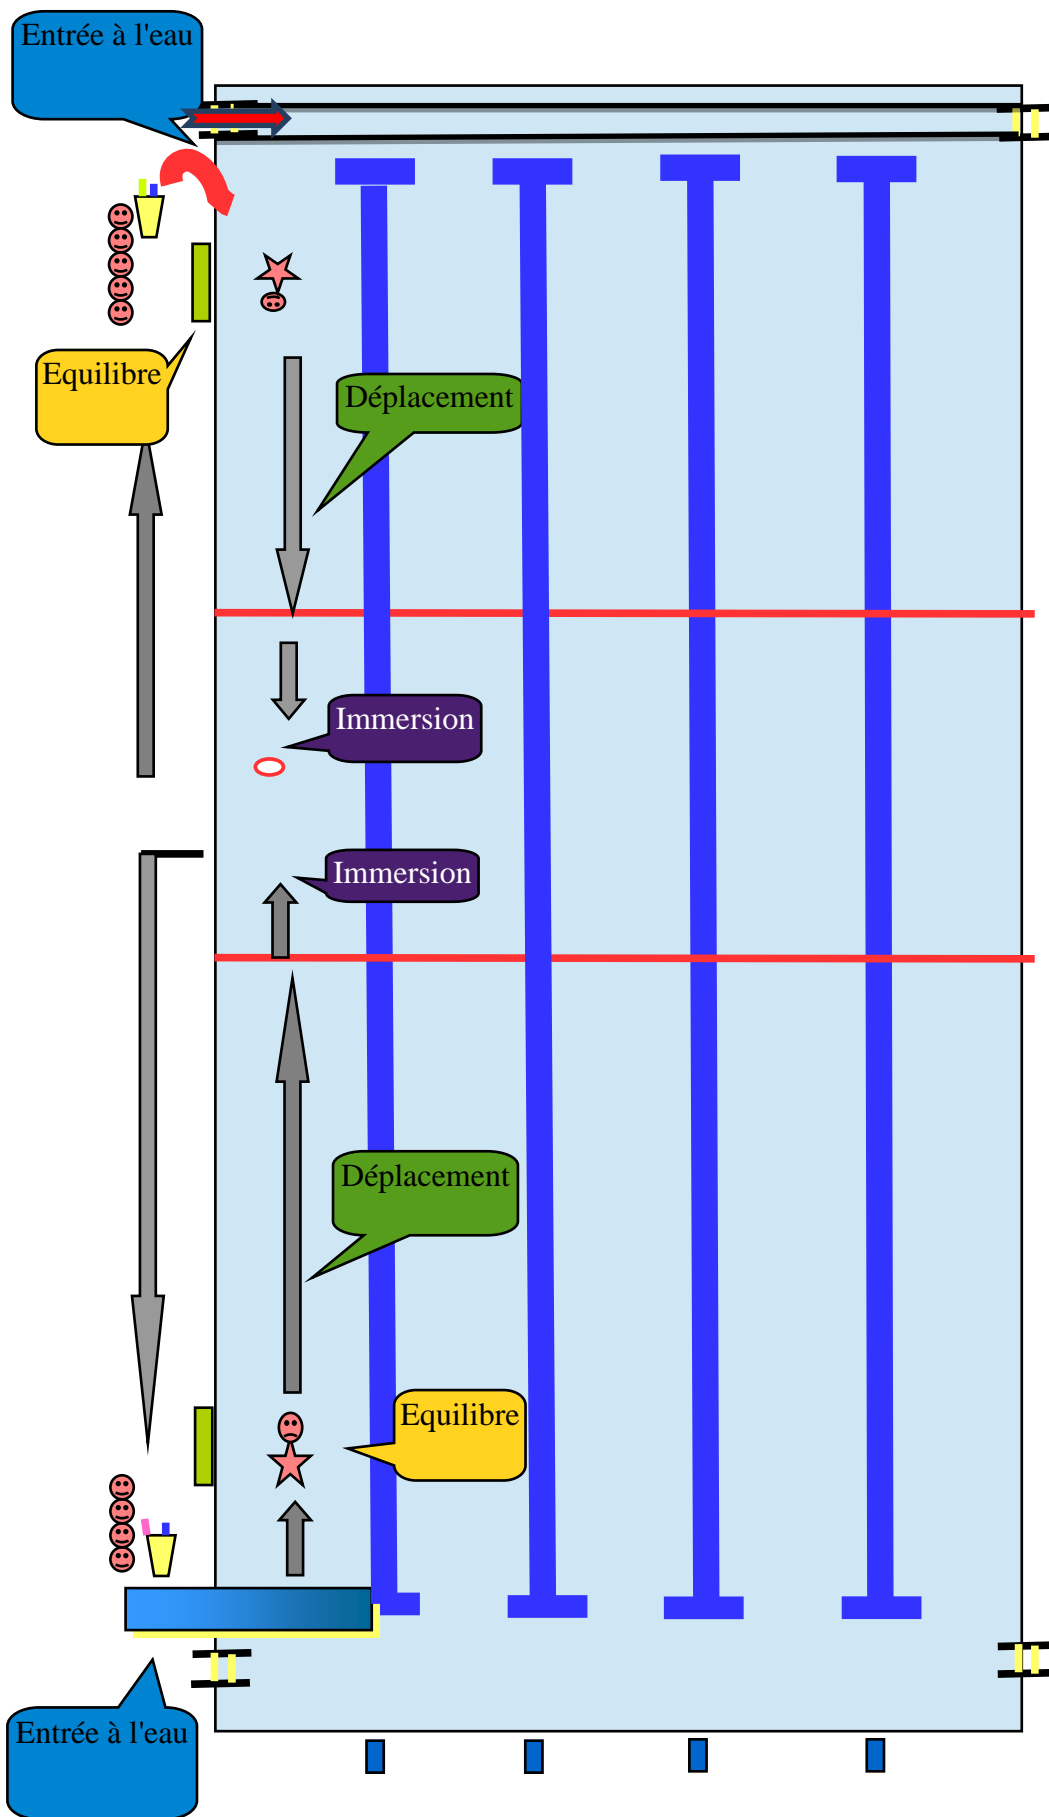 Entrée à l'eau
Equilibre
Déplacement
Immersion
Immersion
Déplacement
Equilibre
Entrée à l'eau